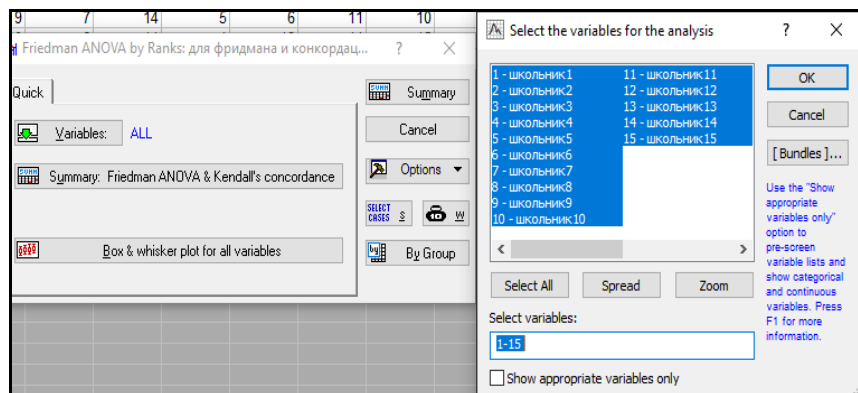 9 7 14 5 6 11 10
Friedman ANOVA by Ranks: для фридмана и конкордац... ? ×
Quick
Summary
Variables: ALL
Cancel
Summary: Friedman ANOVA & Kendall's concordance
Options
SELECT CASES S W
Box & whisker plot for all variables
By Group
Select the variables for the analysis ? ×
1 - школьник1 11 - школьник11
2 - школьник2 12 - школьник12
3 - школьник3 13 - школьник13
4 - школьник4 14 - школьник14
5 - школьник5 15 - школьник15
6 - школьник6
7 - школьник7
8 - школьник8
9 - школьник9
10 - школьник10
OK
Cancel
[ Bundles ]...
Use the "Show
appropriate
variables only"
option to
pre-screen
variable lists and
show categorical
and continuous
variables. Press
F1 for more
information.
Select All Spread Zoom
Select variables:
1-15
Show appropriate variables only